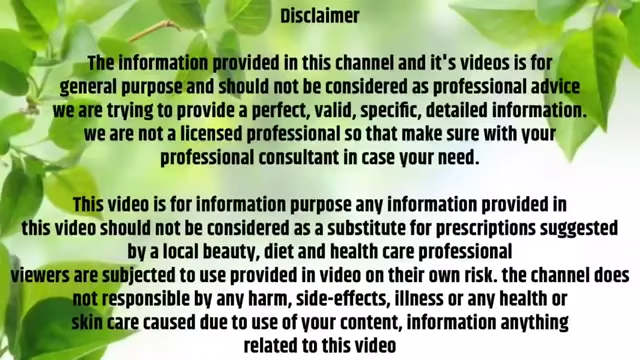 Disclaimer
The information provided in this channel and it's videos is for
general purpose and should not be considered as professional advice
we are trying to provide a perfect, valid, specific, detailed information.
we are not a licensed professional so that make sure with your
professional consultant in case your need.
This video is for information purpose any information provided in
this video should not be considered as a substitute for prescriptions suggested
by a local beauty, diet and health care professional
viewers are subjected to use provided in video on their own risk. the channel does
not responsible by any harm, side-effects, illness or any health or
skin care caused due to use of your content, information anything
related to this video